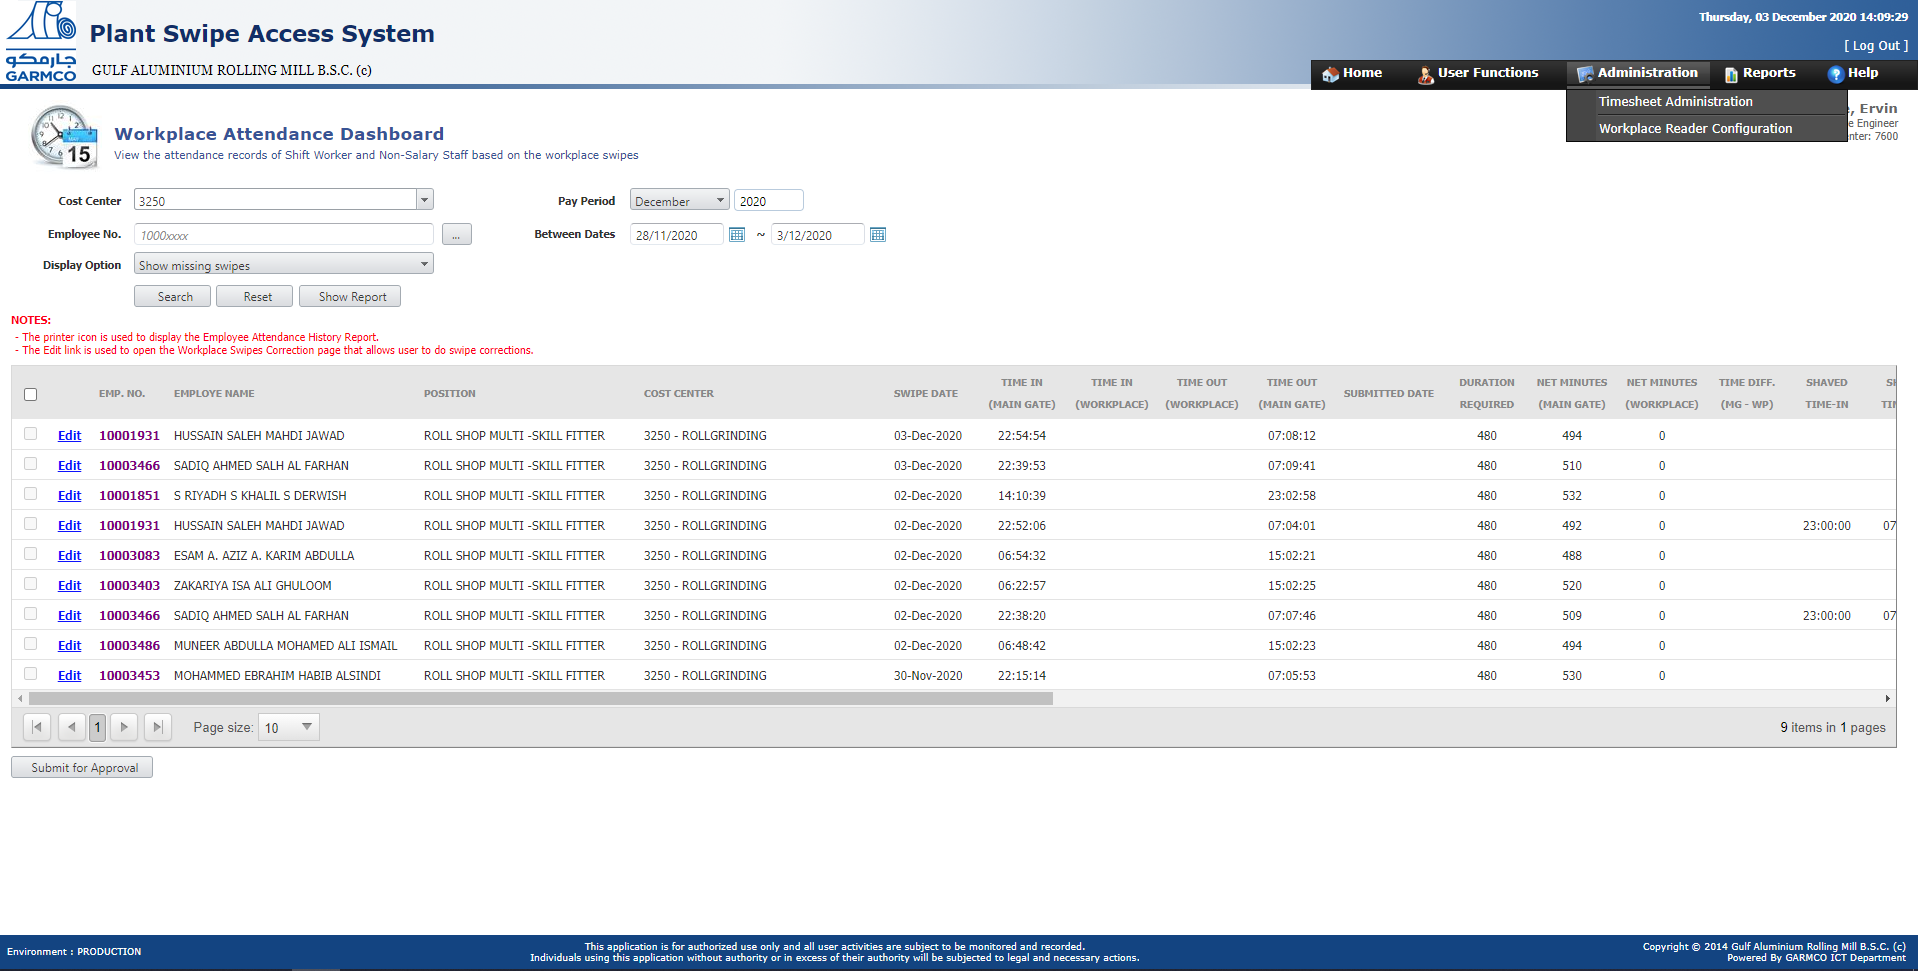 Thursday, 03 December 2020 14:09:29
Plant Swipe Access System
[ Log Out ]
جارمكو
GARMCO
GULF ALUMINIUM ROLLING MILL B.S.C. (c)
Home User Functions Administration Reports Help
Timesheet Administration
Workplace Reader Configuration
, Ervin
e Engineer
nter: 7600
Workplace Attendance Dashboard
View the attendance records of Shift Worker and Non-Salary Staff based on the workplace swipes
15
Cost Center 3250 Pay Period December 2020
Employee No. 1000xxxx ... Between Dates 28/11/2020 ~ 3/12/2020
Display Option Show missing swipes
Search Reset Show Report
NOTES:
- The printer icon is used to display the Employee Attendance History Report.
- The Edit link is used to open the Workplace Swipes Correction page that allows user to do swipe corrections.
EMP. NO. EMPLOYE NAME POSITION COST CENTER SWIPE DATE TIME IN (MAIN GATE) TIME IN (WORKPLACE) TIME OUT (WORKPLACE) TIME OUT (MAIN GATE) SUBMITTED DATE DURATION REQUIRED NET MINUTES (MAIN GATE) NET MINUTES (WORKPLACE) TIME DIFF. (MG - WP) SHAVED TIME-IN SH TIN
Edit 10001931 HUSSAIN SALEH MAHDI JAWAD ROLL SHOP MULTI -SKILL FITTER 3250 - ROLLGRINDING 03-Dec-2020 22:54:54 07:08:12 480 494 0
Edit 10003466 SADIQ AHMED SALH AL FARHAN ROLL SHOP MULTI -SKILL FITTER 3250 - ROLLGRINDING 03-Dec-2020 22:39:53 07:09:41 480 510 0
Edit 10001851 S RIYADH S KHALIL S DERWISH ROLL SHOP MULTI -SKILL FITTER 3250 - ROLLGRINDING 02-Dec-2020 14:10:39 23:02:58 480 532 0
Edit 10001931 HUSSAIN SALEH MAHDI JAWAD ROLL SHOP MULTI -SKILL FITTER 3250 - ROLLGRINDING 02-Dec-2020 22:52:06 07:04:01 480 492 0 23:00:00 07
Edit 10003083 ESAM A. AZIZ A. KARIM ABDULLA ROLL SHOP MULTI -SKILL FITTER 3250 - ROLLGRINDING 02-Dec-2020 06:54:32 15:02:21 480 488 0
Edit 10003403 ZAKARIYA ISA ALI GHULOOM ROLL SHOP MULTI -SKILL FITTER 3250 - ROLLGRINDING 02-Dec-2020 06:22:57 15:02:25 480 520 0
Edit 10003466 SADIQ AHMED SALH AL FARHAN ROLL SHOP MULTI -SKILL FITTER 3250 - ROLLGRINDING 02-Dec-2020 22:38:20 07:07:46 480 509 0 23:00:00 07
Edit 10003486 MUNEER ABDULLA MOHAMED ALI ISMAIL ROLL SHOP MULTI -SKILL FITTER 3250 - ROLLGRINDING 02-Dec-2020 06:48:42 15:02:23 480 494 0
Edit 10003453 MOHAMMED EBRAHIM HABIB ALSINDI ROLL SHOP MULTI -SKILL FITTER 3250 - ROLLGRINDING 30-Nov-2020 22:15:14 07:05:53 480 530 0
1 Page size: 10 9 items in 1 pages
Submit for Approval
Environment : PRODUCTION
This application is for authorized use only and all user activities are subject to be monitored and recorded.
Individuals using this application without authority or in excess of their authority will be subjected to legal and necessary actions.
Copyright © 2014 Gulf Aluminium Rolling Mill B.S.C. (c)
Powered By GARMCO ICT Department